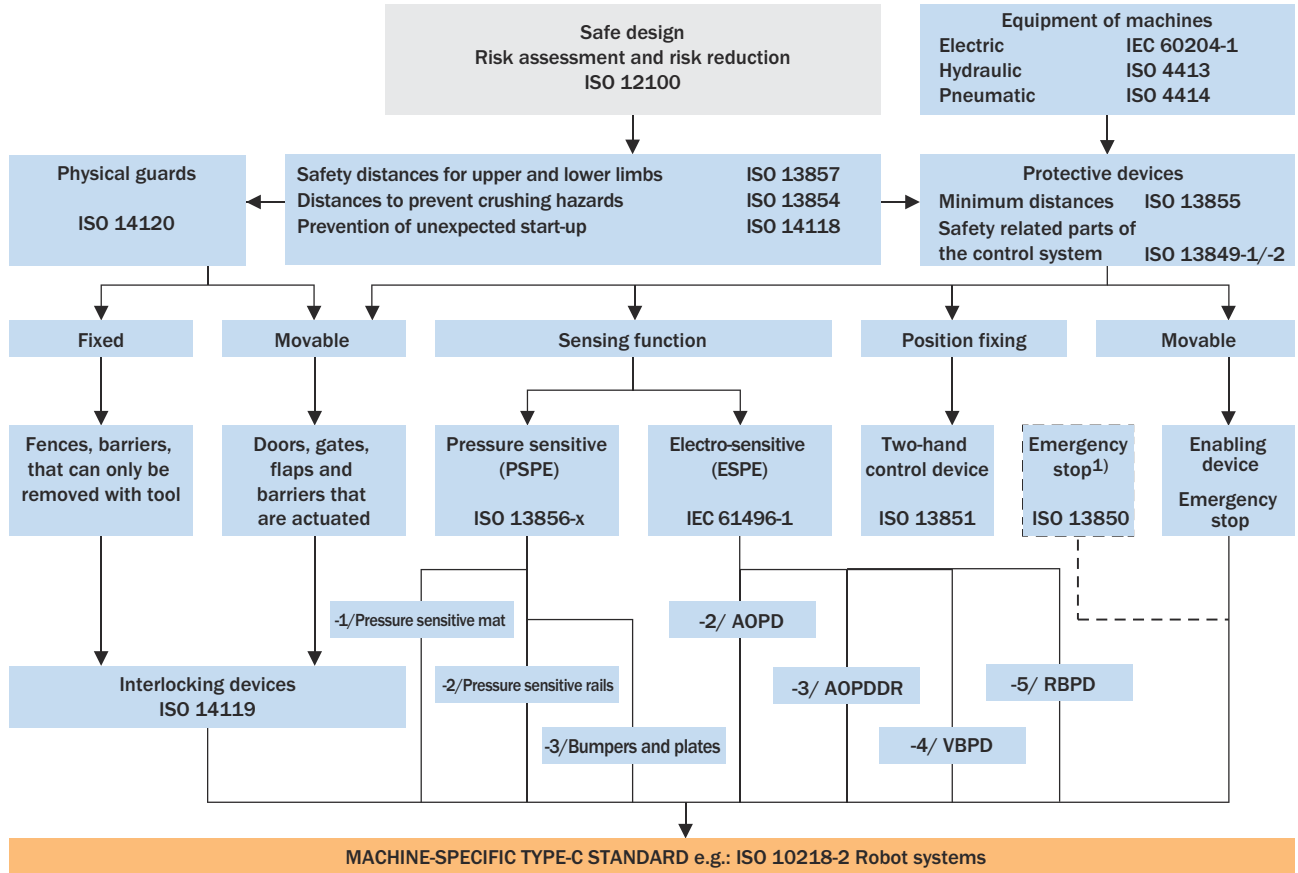 Safe design
Risk assessment and risk reduction
ISO 12100
Equipment of machines
Electric IEC 60204-1
Hydraulic ISO 4413
Pneumatic ISO 4414
Physical guards
ISO 14120
Safety distances for upper and lower limbs ISO 13857
Distances to prevent crushing hazards ISO 13854
Prevention of unexpected start-up ISO 14118
Protective devices
Minimum distances ISO 13855
Safety related parts of
the control system ISO 13849-1/-2
Fixed
Movable
Sensing function
Position fixing
Movable
Fences, barriers,
that can only be
removed with tool
Doors, gates,
flaps and
barriers that
are actuated
Pressure sensitive
(PSPE)
ISO 13856-x
Electro-sensitive
(ESPE)
IEC 61496-1
Two-hand
control device
ISO 13851
Emergency
stop1)
ISO 13850
Enabling
device
Emergency
stop
-1/Pressure sensitive mat
-2/ AOPD
Interlocking devices
ISO 14119
-2/Pressure sensitive rails
-3/ AOPDDR
-5/ RBPD
-3/Bumpers and plates
-4/ VBPD
MACHINE-SPECIFIC TYPE-C STANDARD e.g.: ISO 10218-2 Robot systems